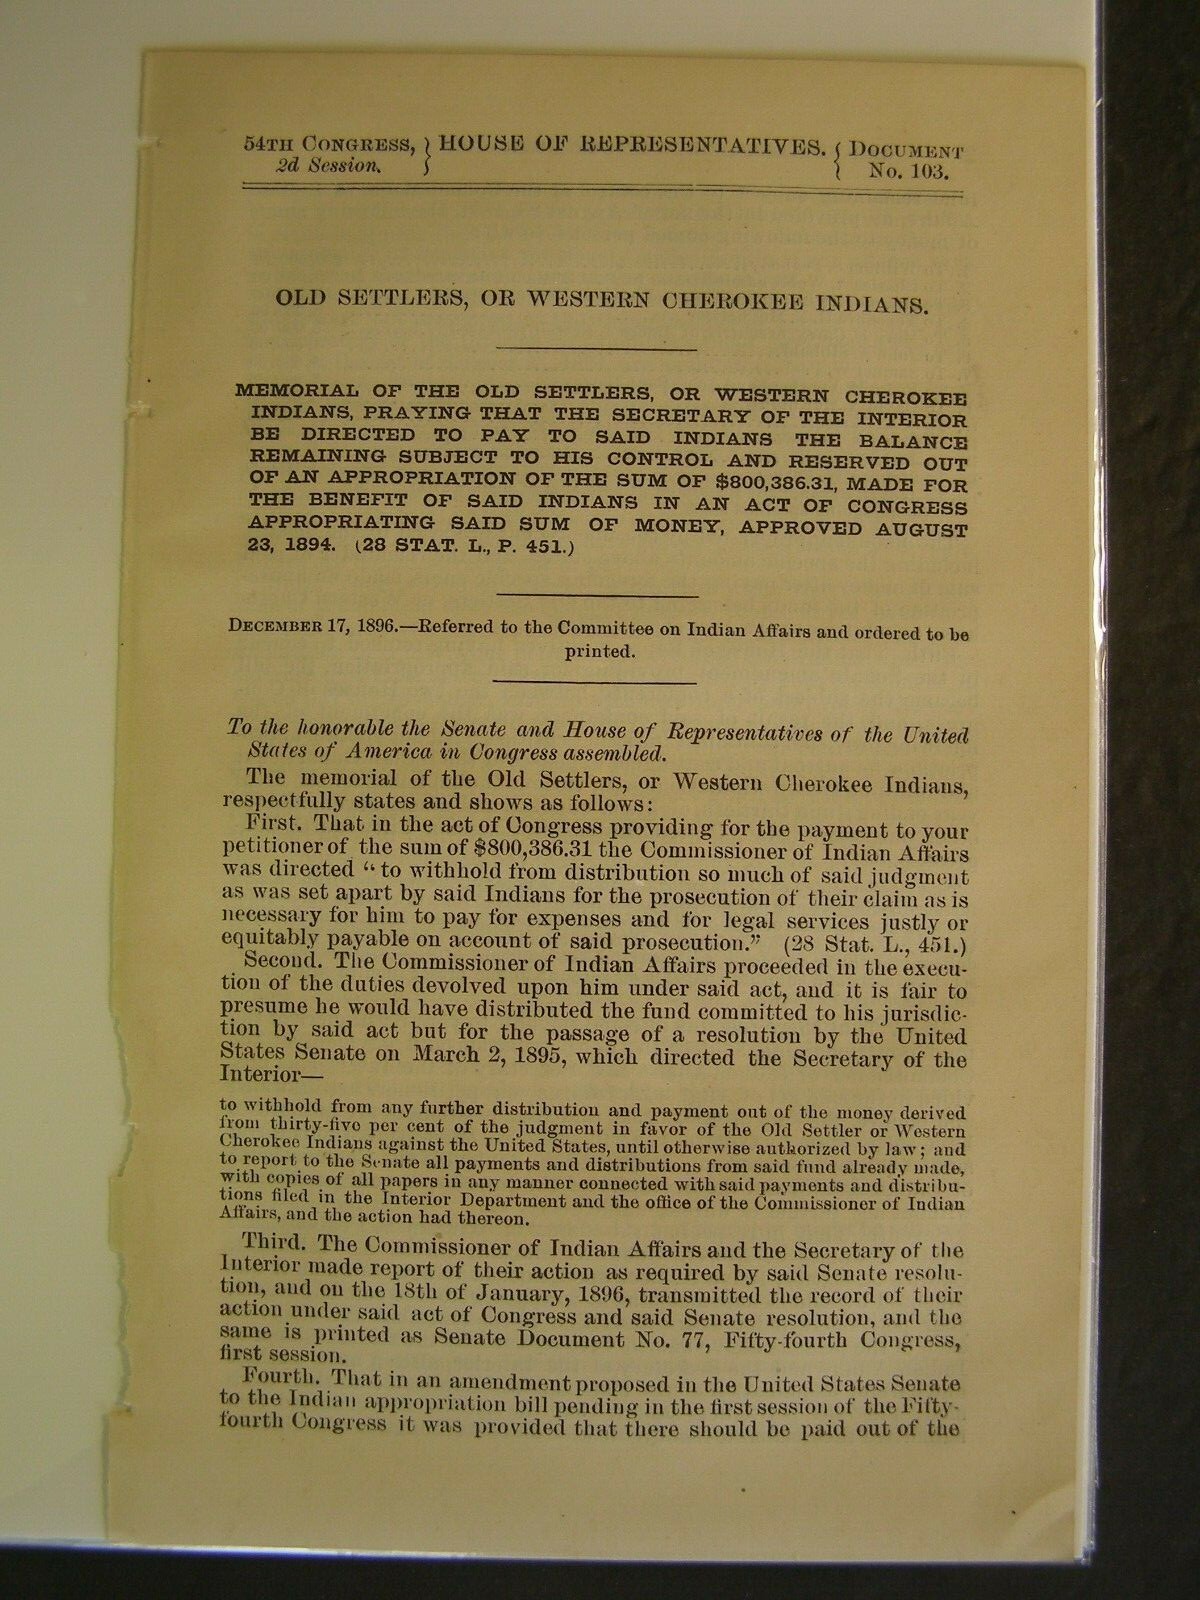 54TH CONGRESS, } HOUSE OF REPRESENTATIVES. { DOCUMENT
2d Session. } { No. 103.
OLD SETTLERS, OR WESTERN CHEROKEE INDIANS.
MEMORIAL OF THE OLD SETTLERS, OR WESTERN CHEROKEE
INDIANS, PRAYING THAT THE SECRETARY OF THE INTERIOR
BE DIRECTED TO PAY TO SAID INDIANS THE BALANCE
REMAINING SUBJECT TO HIS CONTROL AND RESERVED OUT
OF AN APPROPRIATION OF THE SUM OF $800,386.31, MADE FOR
THE BENEFIT OF SAID INDIANS IN AN ACT OF CONGRESS
APPROPRIATING SAID SUM OF MONEY, APPROVED AUGUST
23, 1894. (28 STAT. L., P. 451.)
DECEMBER 17, 1896.—Referred to the Committee on Indian Affairs and ordered to be
printed.
To the honorable the Senate and House of Representatives of the United
States of America in Congress assembled.
The memorial of the Old Settlers, or Western Cherokee Indians,
respectfully states and shows as follows:
First. That in the act of Congress providing for the payment to your
petitioner of the sum of $800,386.31 the Commissioner of Indian Affairs
was directed "to withhold from distribution so much of said judgment
as was set apart by said Indians for the prosecution of their claim as is
necessary for him to pay for expenses and for legal services justly or
equitably payable on account of said prosecution." (28 Stat. L., 451.)
Second. The Commissioner of Indian Affairs proceeded in the execu-
tion of the duties devolved upon him under said act, and it is fair to
presume he would have distributed the fund committed to his jurisdic-
tion by said act but for the passage of a resolution by the United
States Senate on March 2, 1895, which directed the Secretary of the
Interior—
to withhold from any further distribution and payment out of the money derived
from thirty-five per cent of the judgment in favor of the Old Settler or Western
Cherokee Indians against the United States, until otherwise authorized by law; and
to report to the Senate all payments and distributions from said fund already made,
with copies of all papers in any manner connected with said payments and distribu-
tions filed in the Interior Department and the office of the Commissioner of Indian
Affairs, and the action had thereon.
Third. The Commissioner of Indian Affairs and the Secretary of the
Interior made report of their action as required by said Senate resolu-
tion, and on the 18th of January, 1896, transmitted the record of their
action under said act of Congress and said Senate resolution, and the
same is printed as Senate Document No. 77, Fifty-fourth Congress,
first session.
Fourth. That in an amendment proposed in the United States Senate
to the Indian appropriation bill pending in the first session of the Fifty-
fourth Congress it was provided that there should be paid out of the